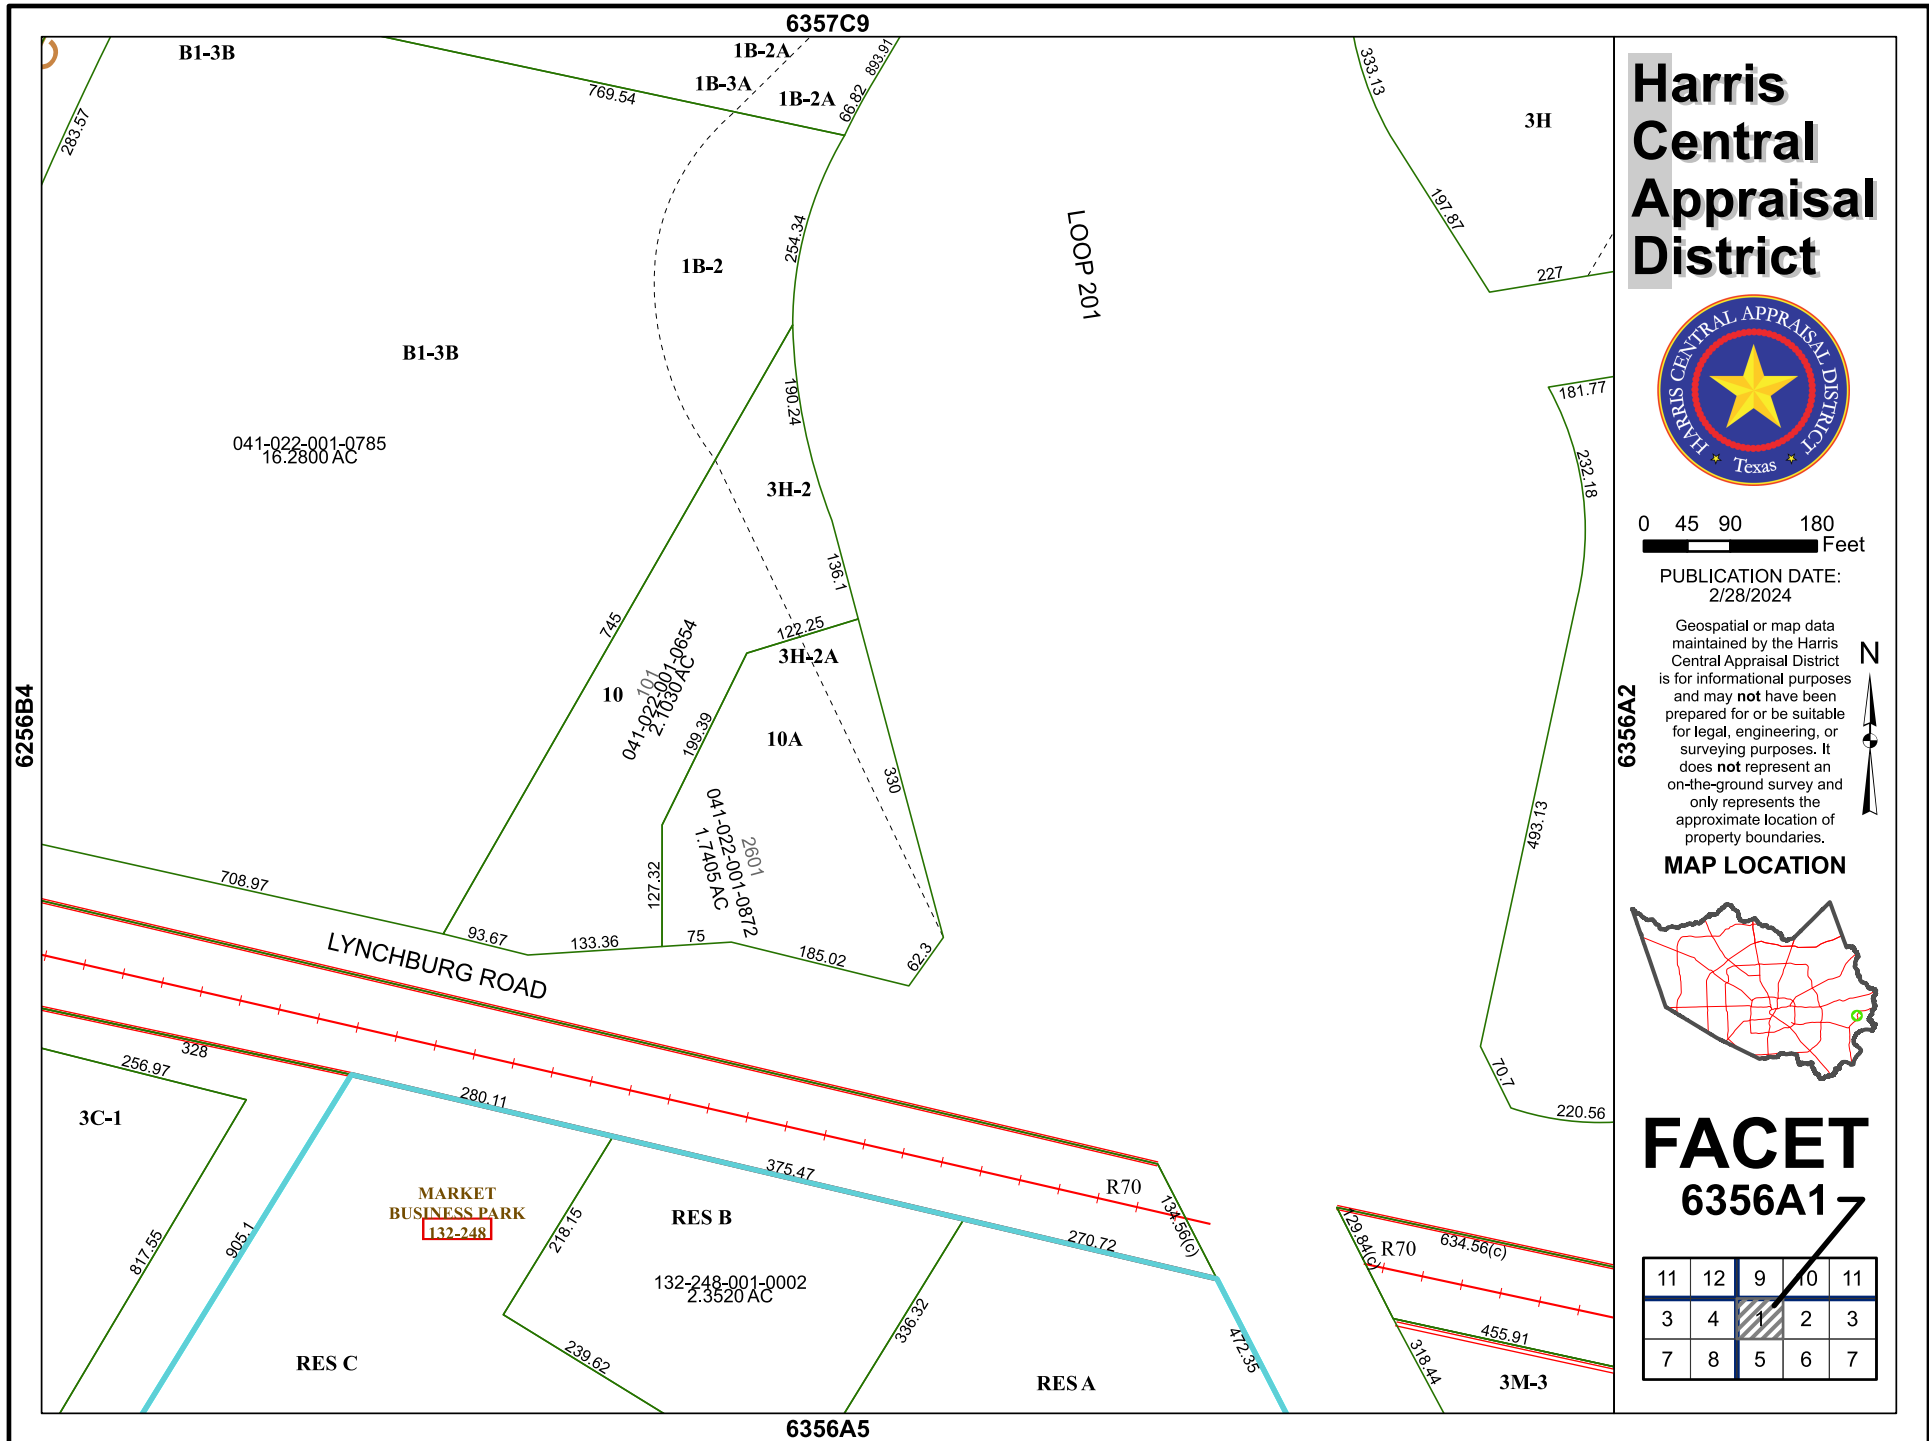 6357C9
B1-3B
1B-2A
1B-3A
1B-2A
769.54
66.82
893.91
283.57
333.13
3H
197.87
227
254.34
1B-2
LOOP 201
B1-3B
190.24
181.77
041-022-001-0785
16.2800 AC
232.18
3H-2
136.1
745
122.25
3H-2A
10
101
041-022-001-0654
2.1030 AC
199.39
10A
330
493.13
2601
041-022-001-0872
1.7405 AC
127.32
708.97
93.67
133.36
75
185.02
62.3
LYNCHBURG ROAD
328
256.97
280.11
70.7
220.56
3C-1
375.47
R70
134.56(c)
MARKET
BUSINESS PARK
132-248
RES B
218.15
905.1
817.55
270.72
129.84(c)
R70
634.56(c)
132-248-001-0002
2.3520 AC
336.32
239.62
472.35
455.91
318.44
RES C
RES A
3M-3
6356A5
6256B4
6356A2
Harris
Central
Appraisal
District
HARRIS CENTRAL APPRAISAL DISTRICT
Texas
0 45 90 180
Feet
PUBLICATION DATE:
2/28/2024
Geospatial or map data
maintained by the Harris
Central Appraisal District
is for informational purposes
and may not have been
prepared for or be suitable
for legal, engineering, or
surveying purposes. It
does not represent an
on-the-ground survey and
only represents the
approximate location of
property boundaries.
N
MAP LOCATION
FACET
6356A1
11 12 9 10 11
3 4 1 2 3
7 8 5 6 7